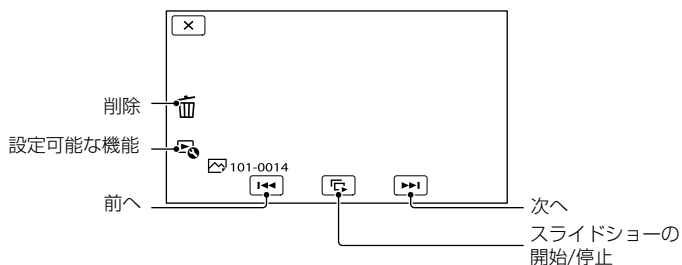 削除
設定可能な機能
101-0014
前へ
次へ
スライドショーの
開始/停止